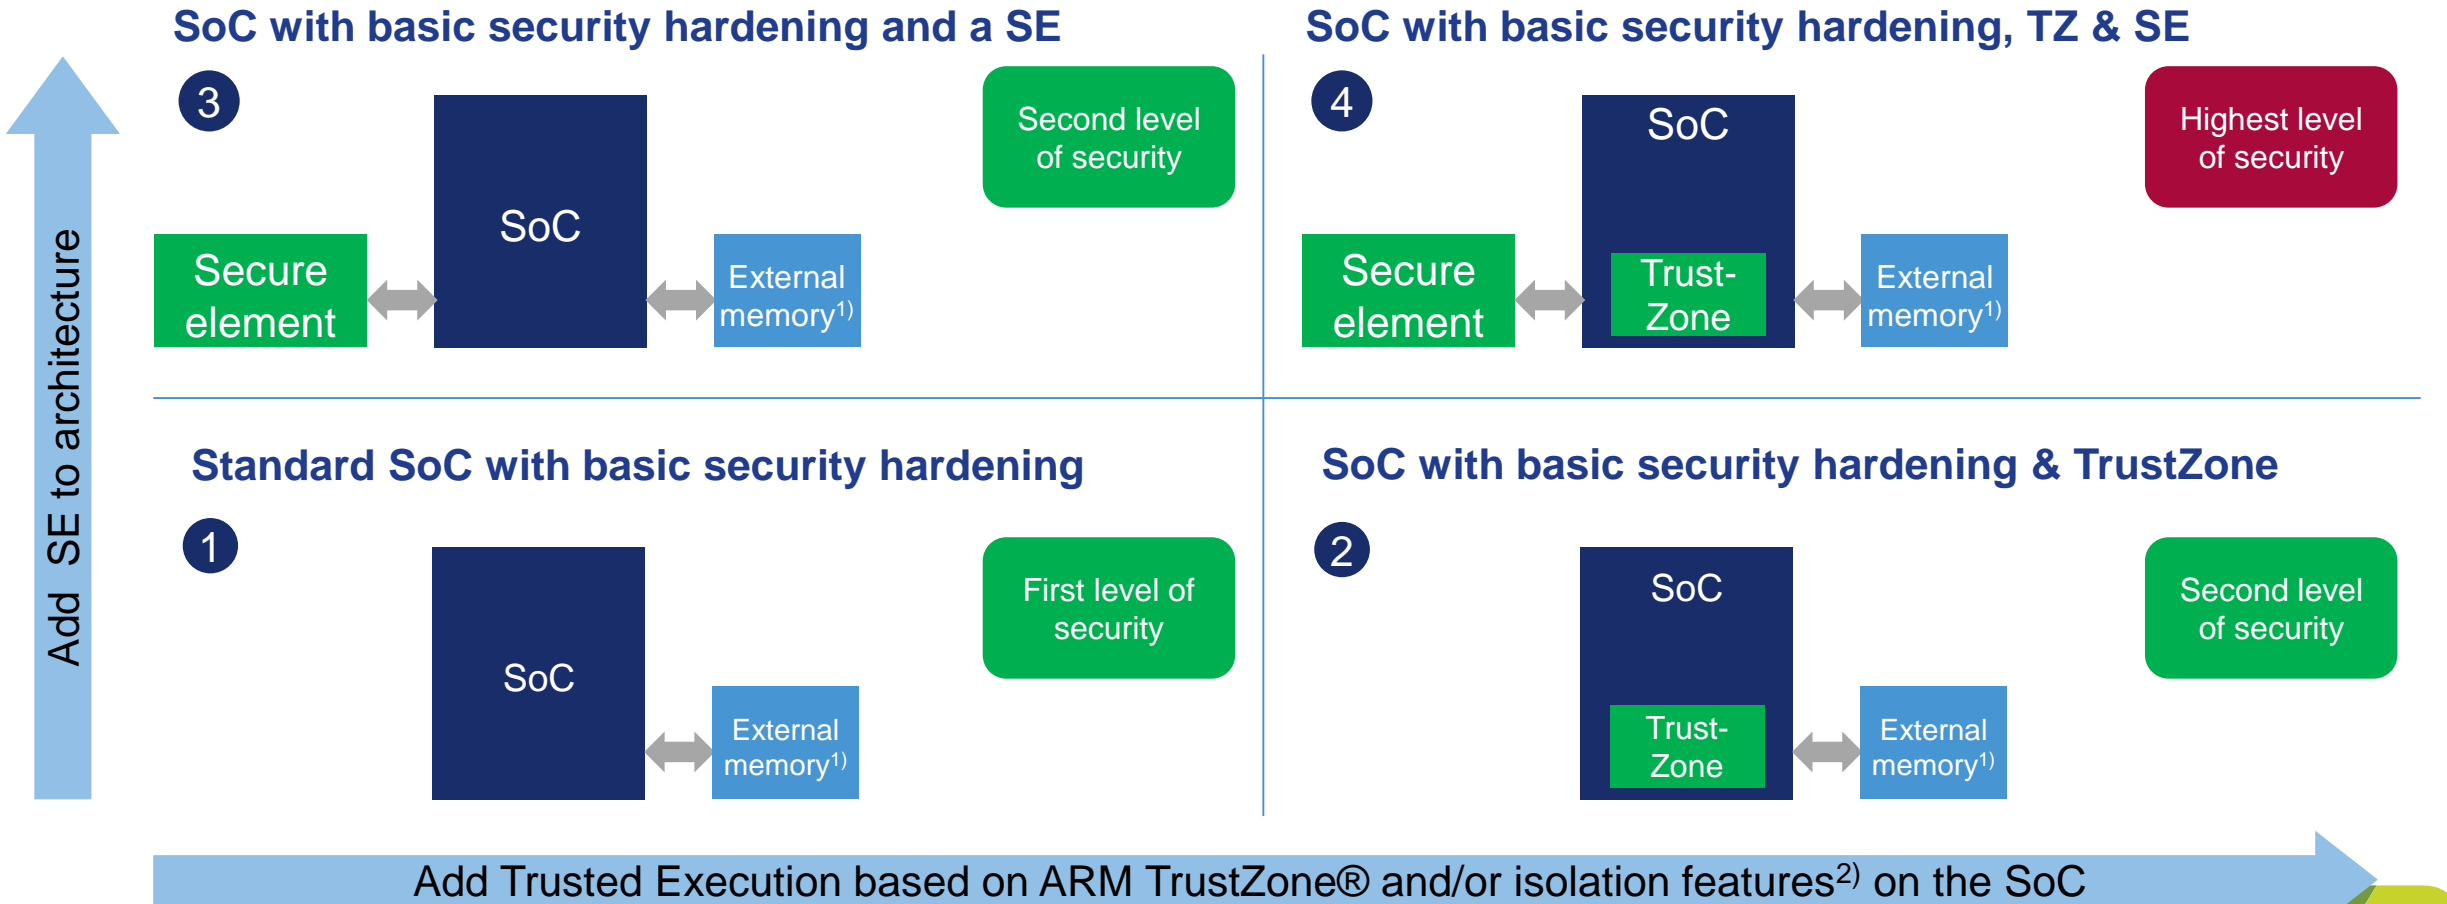 SoC with basic security hardening and a SE
3
Second level
of security
SoC
Secure
element
External
memory¹⁾
SoC with basic security hardening, TZ & SE
4
Highest level
of security
SoC
Secure
element
Trust-
Zone
External
memory¹⁾
Add  SE to architecture
Standard SoC with basic security hardening
1
First level of
security
SoC
External
memory¹⁾
SoC with basic security hardening & TrustZone
2
Second level
of security
SoC
Trust-
Zone
External
memory¹⁾
Add Trusted Execution based on ARM TrustZone® and/or isolation features²⁾ on the SoC